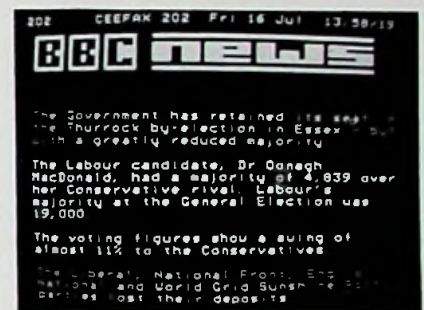 202 CEEFAX 202 Fri 16 Jul 13:58/19
BBC news
The Government has retained its seat
the Thurrock by-election in Essex - but
with a greatly reduced majority
The Labour candidate, Dr Oonagh
MacDonald, had a majority of 4,839 over
her Conservative rival. Labour's
majority at the General Election was
19,000
The voting figures show a swing of
almost 11% to the Conservatives
The Liberal, National Front, Eng
National and World Grid Sunshine
parties lost their deposits